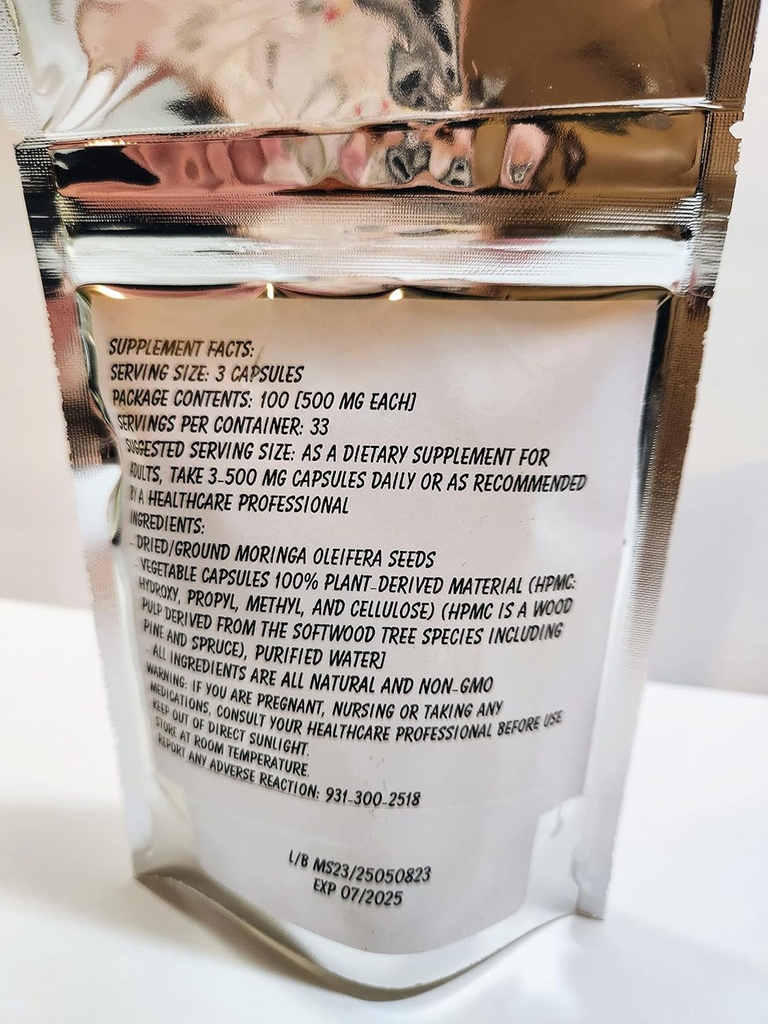 SUPPLEMENT FACTS:
SERVING SIZE: 3 CAPSULES
PACKAGE CONTENTS: 100 [500 MG EACH]
SERVINGS PER CONTAINER: 33
SUGGESTED SERVING SIZE: AS A DIETARY SUPPLEMENT FOR
ADULTS, TAKE 3-500 MG CAPSULES DAILY OR AS RECOMMENDED
BY A HEALTHCARE PROFESSIONAL
INGREDIENTS:
- DRIED/GROUND MORINGA OLEIFERA SEEDS
- VEGETABLE CAPSULES 100% PLANT-DERIVED MATERIAL (HPMC:
HYDROXY, PROPYL, METHYL, AND CELLULOSE) (HPMC IS A WOOD
PULP DERIVED FROM THE SOFTWOOD TREE SPECIES INCLUDING
PINE AND SPRUCE), PURIFIED WATER]
- ALL INGREDIENTS ARE ALL NATURAL AND NON-GMO
WARNING: IF YOU ARE PREGNANT, NURSING OR TAKING ANY
MEDICATIONS, CONSULT YOUR HEALTHCARE PROFESSIONAL BEFORE USE
KEEP OUT OF DIRECT SUNLIGHT.
STORE AT ROOM TEMPERATURE.
REPORT ANY ADVERSE REACTION: 931-300-2518
L/B MS23/25050823
EXP 07/2025